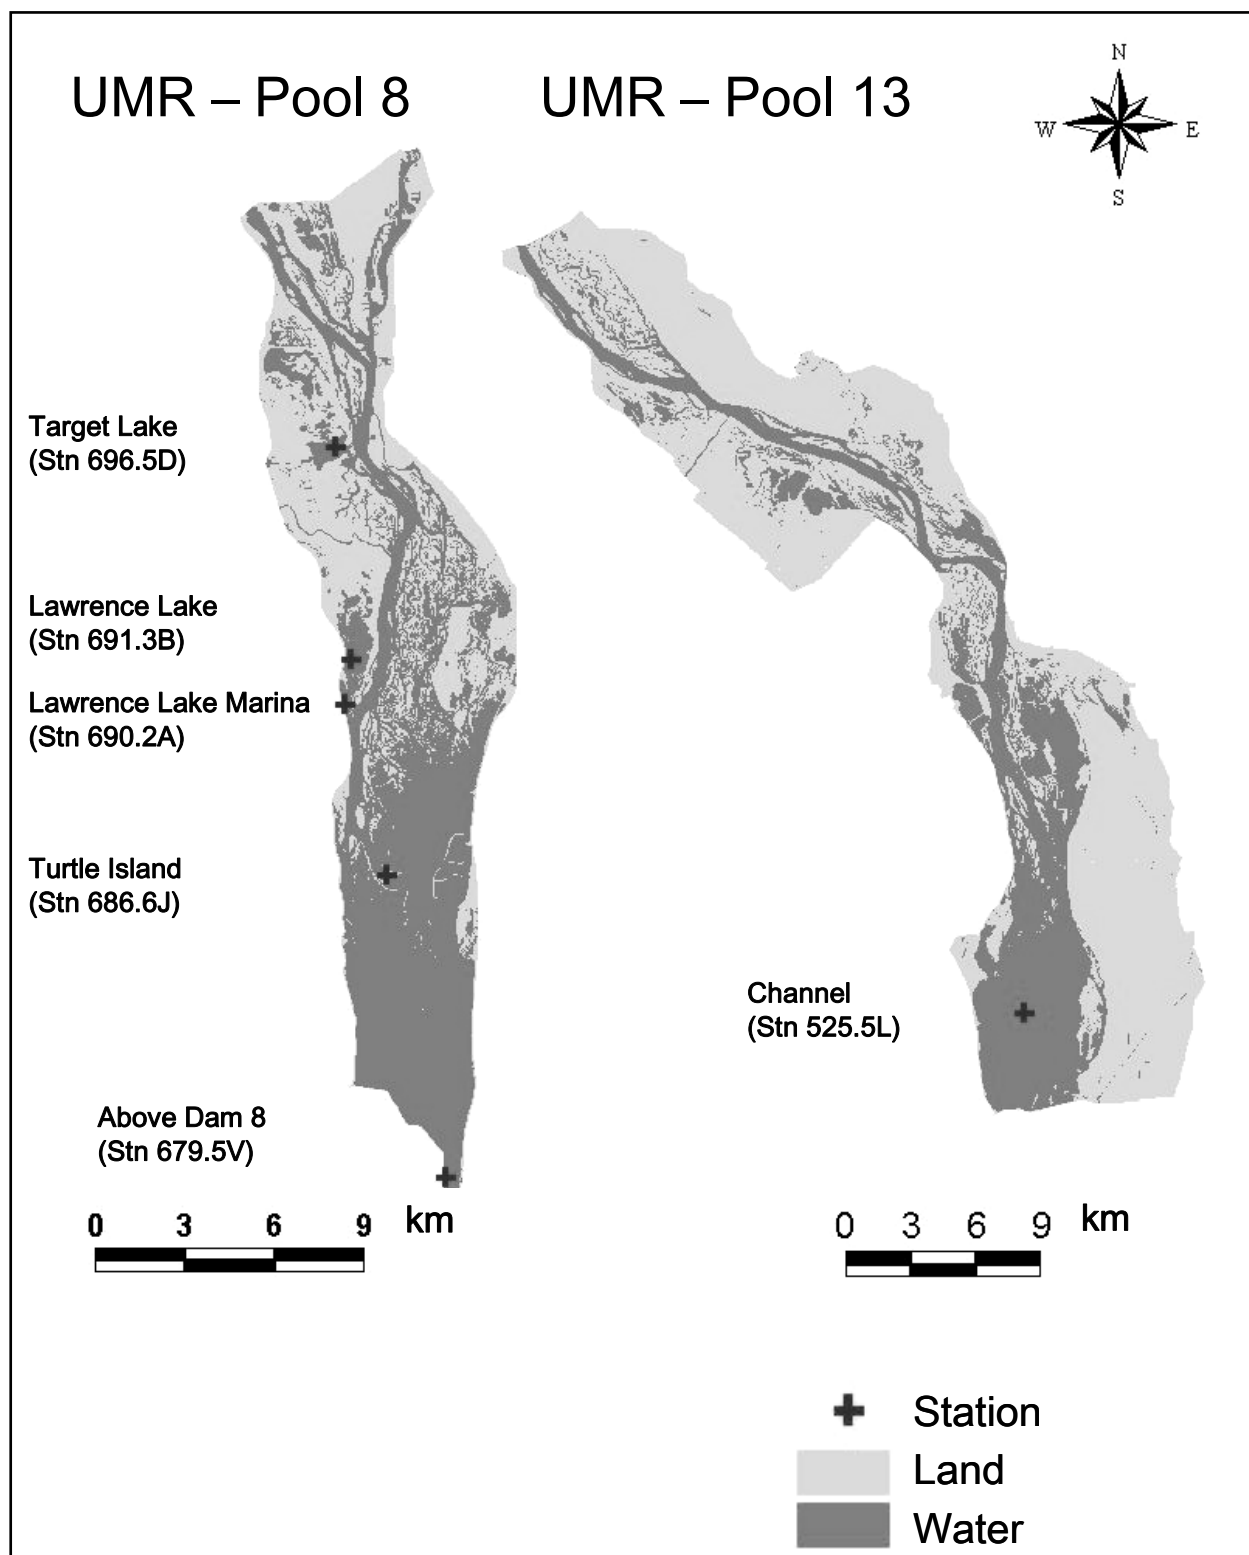 UMR – Pool 8
UMR – Pool 13
N
W
E
S
Target Lake
(Stn 696.5D)
Lawrence Lake
(Stn 691.3B)
Lawrence Lake Marina
(Stn 690.2A)
Turtle Island
(Stn 686.6J)
Channel
(Stn 525.5L)
Above Dam 8
(Stn 679.5V)
0 3 6 9 km
0 3 6 9 km
Station
Land
Water